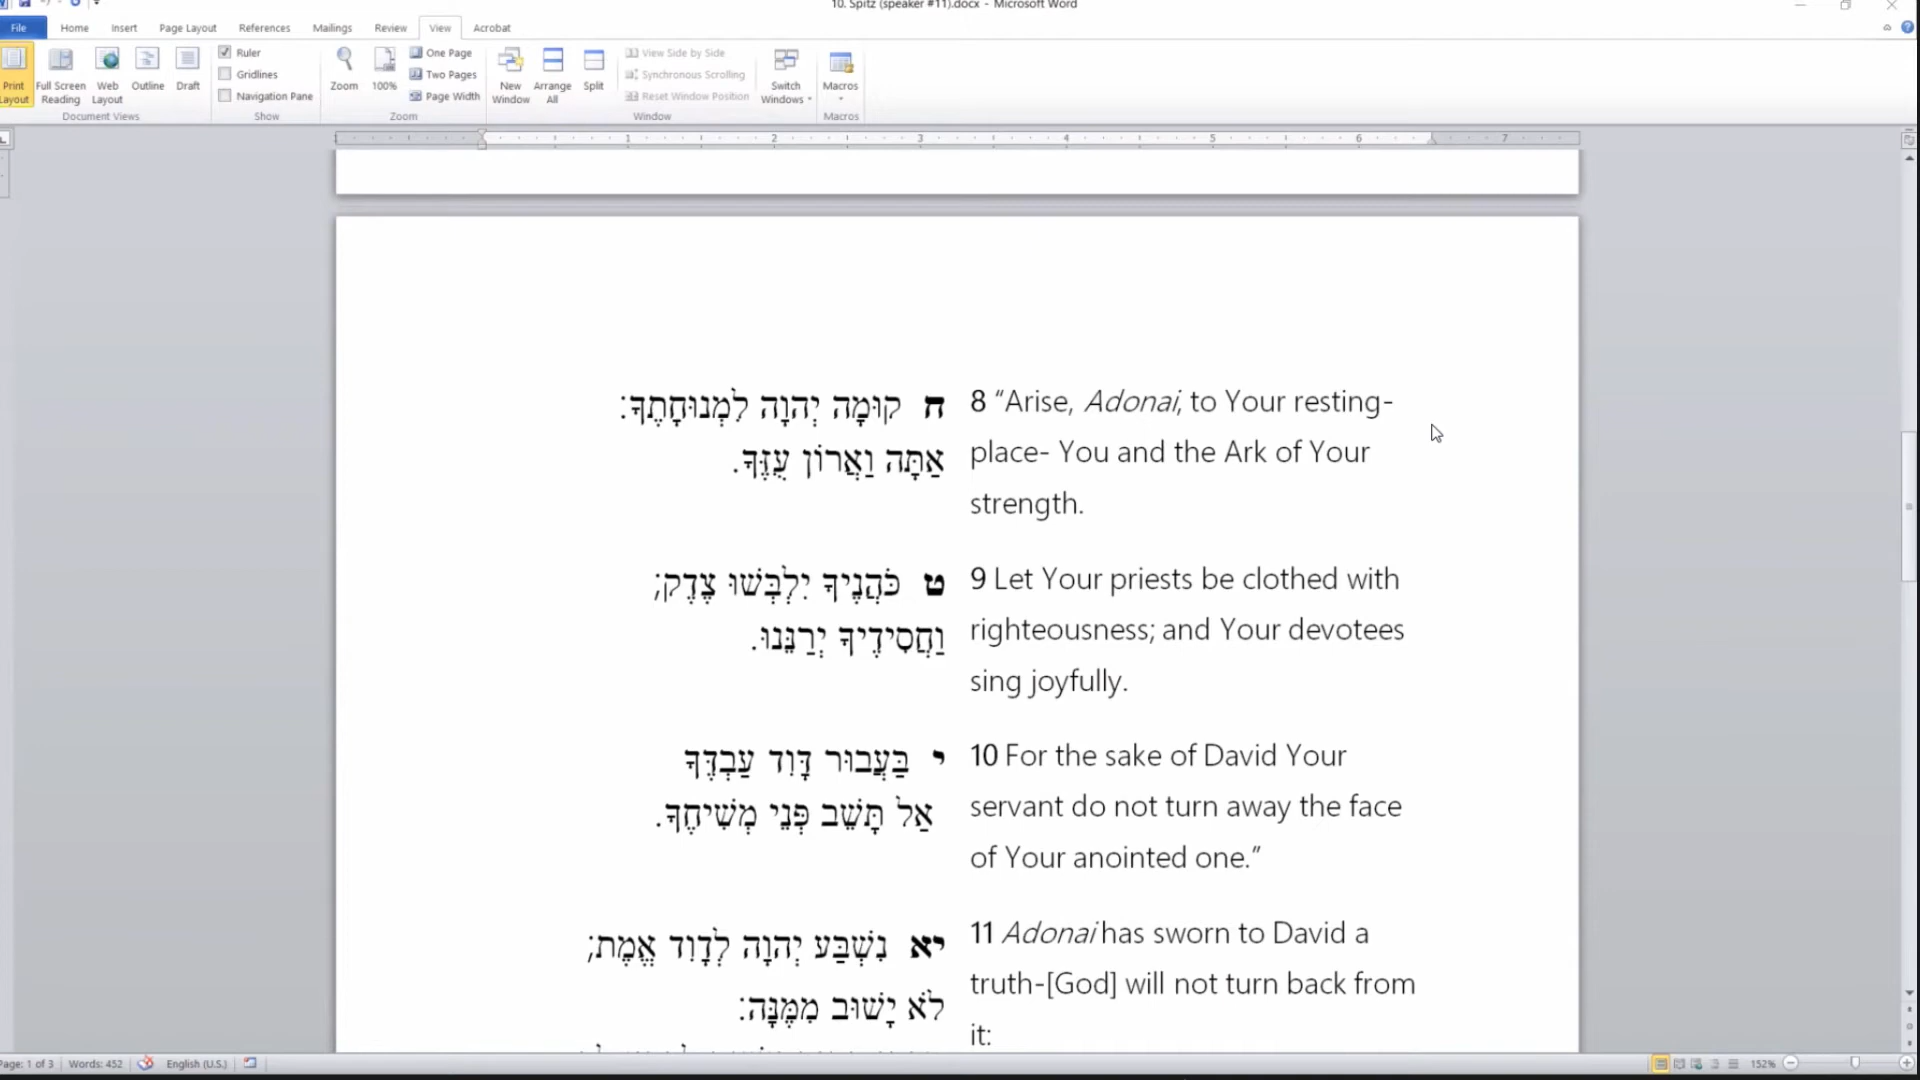 10. Spitz (speaker #11).docx - Microsoft Word
File Home Insert Page Layout References Mailings Review View Acrobat
Print Layout
Full Screen Reading
Web Layout
Outline
Draft
Document Views
Ruler
Gridlines
Navigation Pane
Show
Zoom
100%
One Page
Two Pages
Page Width
Zoom
New Window
Arrange All
Split
View Side by Side
Synchronous Scrolling
Reset Window Position
Window
Switch Windows
Macros
Macros
1 2 3 4 5 6 7
8 “Arise, Adonai, to Your resting-
place- You and the Ark of Your
strength.
ח קוּמָה יְהוָה לִמְנוּחָתֶךָ:
אַתָּה וַאֲרוֹן עֻזֶּךָ.
9 Let Your priests be clothed with
righteousness; and Your devotees
sing joyfully.
ט כֹּהֲנֶיךָ יִלְבְּשׁוּ צֶדֶק;
וַחֲסִידֶיךָ יְרַנֵּנוּ.
10 For the sake of David Your
servant do not turn away the face
of Your anointed one.”
י בַּעֲבוּר דָּוִד עַבְדֶּךָ
אַל תָּשֵׁב פְּנֵי מְשִׁיחֶךָ.
11 Adonai has sworn to David a
truth-[God] will not turn back from
it:
יא נִשְׁבַּע יְהוָה לְדָוִד אֱמֶת;
לֹא יָשׁוּב מִמֶּנָּה:
Page: 1 of 3 Words: 452 English (U.S.) 152%